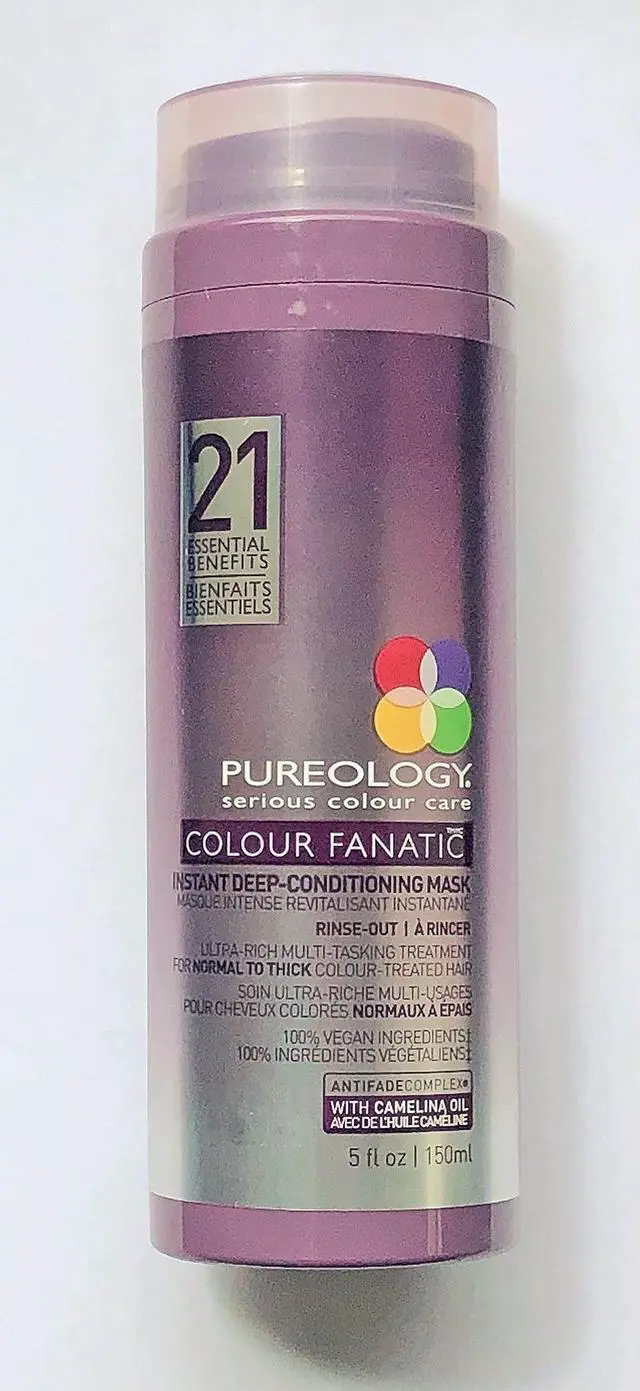 21
ESSENTIAL
BENEFITS
BIENFAITS
ESSENTIELS
PUREOLOGY.
serious colour care
COLOUR FANATIC
INSTANT DEEP-CONDITIONING MASK
MASQUE INTENSE REVITALISANT INSTANTANÉ
RINSE-OUT | À RINCER
ULTRA-RICH MULTI-TASKING TREATMENT
FOR NORMAL TO THICK COLOUR-TREATED HAIR
SOIN ULTRA-RICHE MULTI-USAGES
POUR CHEVEUX COLORÉS NORMAUX À ÉPAIS
100% VEGAN INGREDIENTS‡
100% INGRÉDIENTS VÉGÉTALIENS‡
ANTIFADECOMPLEX®
WITH CAMELINA OIL
AVEC DE L'HUILE CAMÉLINE
5 fl oz | 150ml